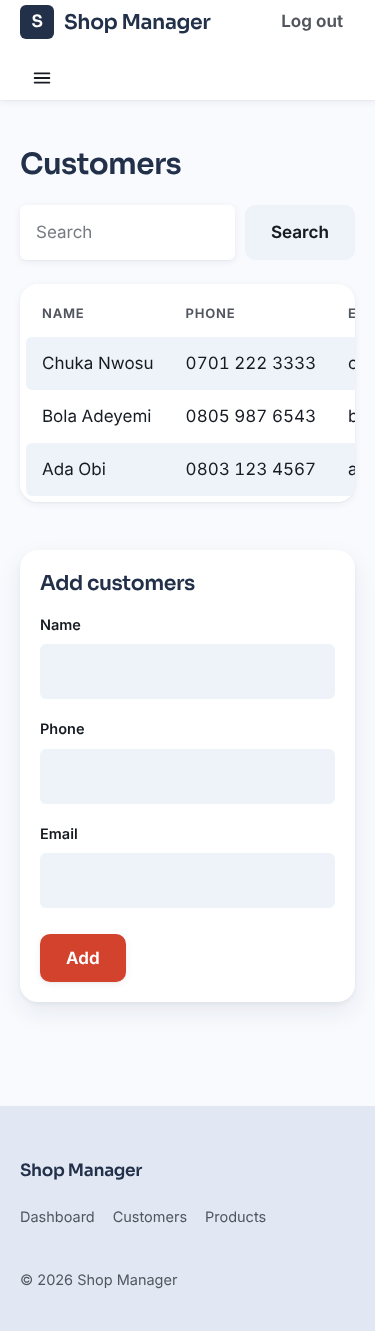 S Shop Manager Log out
Customers
Search Search
NAME PHONE E
Chuka Nwosu 0701 222 3333
Bola Adeyemi 0805 987 6543 b
Ada Obi 0803 123 4567 a
Add customers
Name
Phone
Email
Add
Shop Manager
Dashboard Customers Products
© 2026 Shop Manager